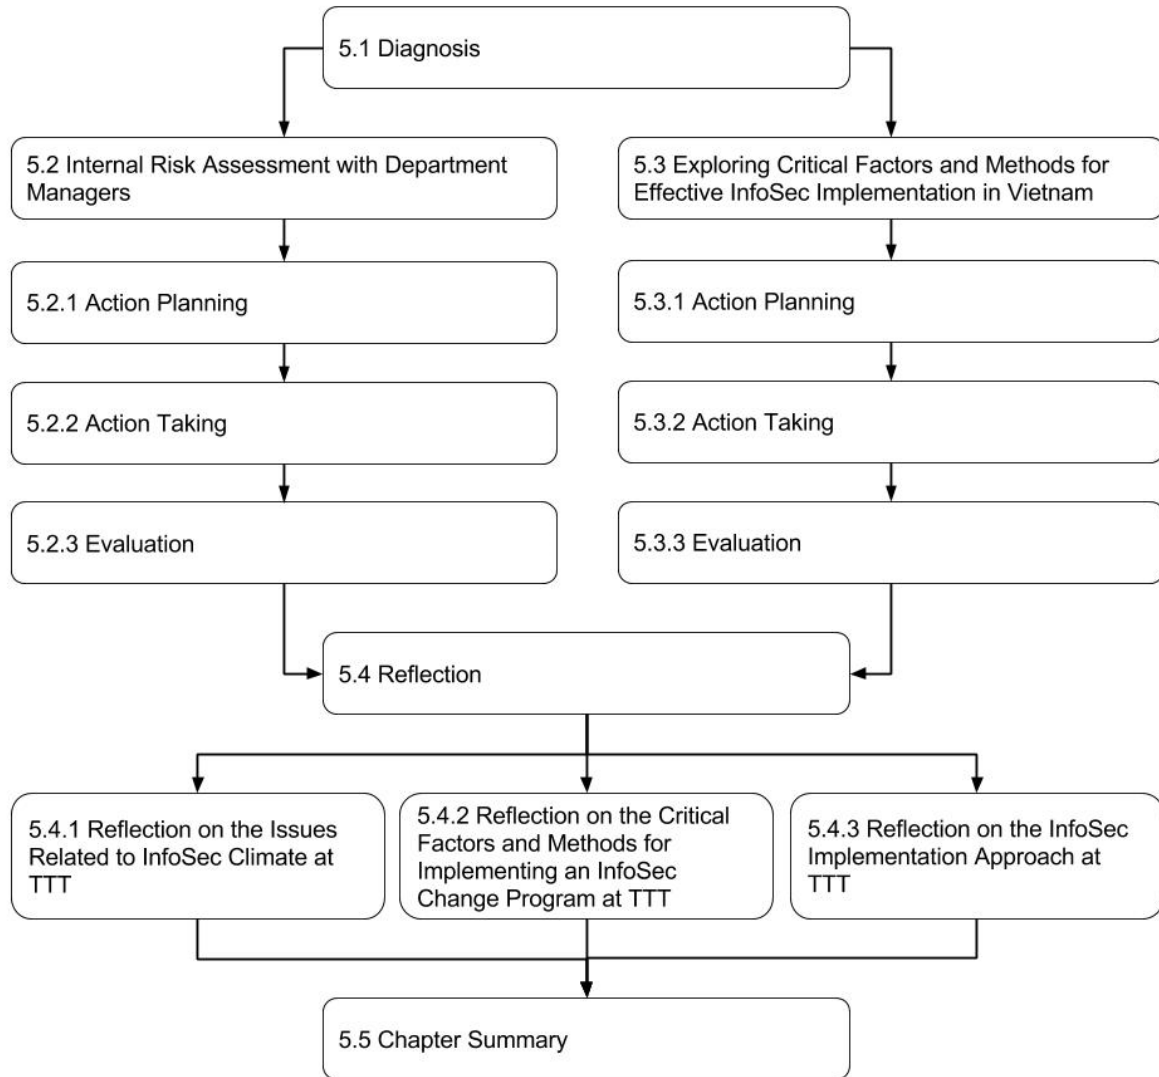 5.1 Diagnosis
5.2 Internal Risk Assessment with Department
Managers
5.3 Exploring Critical Factors and Methods for
Effective InfoSec Implementation in Vietnam
5.2.1 Action Planning
5.3.1 Action Planning
5.2.2 Action Taking
5.3.2 Action Taking
5.2.3 Evaluation
5.3.3 Evaluation
5.4 Reflection
5.4.1 Reflection on the Issues
Related to InfoSec Climate at
TTT
5.4.2 Reflection on the Critical
Factors and Methods for
Implementing an InfoSec
Change Program at TTT
5.4.3 Reflection on the InfoSec
Implementation Approach at
TTT
5.5 Chapter Summary